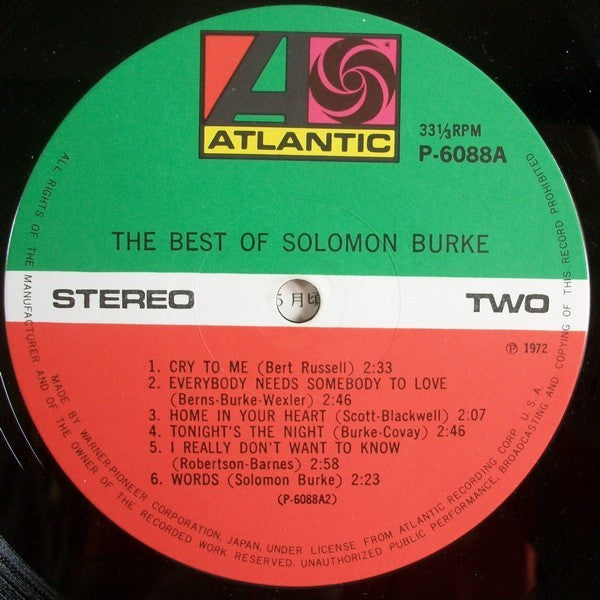 ATLANTIC
33⅓RPM
P-6088A
THE BEST OF SOLOMON BURKE
STEREO
TWO
5月頃
℗ 1972
1. CRY TO ME (Bert Russell) 2:33
2. EVERYBODY NEEDS SOMEBODY TO LOVE
(Berns-Burke-Wexler) 2:46
3. HOME IN YOUR HEART (Scott-Blackwell) 2:07
4. TONIGHT'S THE NIGHT (Burke-Covay) 2:46
5. I REALLY DON'T WANT TO KNOW
(Robertson-Barnes) 2:58
6. WORDS (Solomon Burke) 2:23
(P-6088A2)
MADE BY WARNER-PIONEER CORPORATION, JAPAN, UNDER LICENSE FROM ATLANTIC RECORDING CORP. U.S.A.
ALL RIGHTS OF THE MANUFACTURER AND OF THE OWNER OF THE RECORDED WORK RESERVED. UNAUTHORIZED PUBLIC PERFORMANCE, BROADCASTING AND COPYING OF THIS RECORD PROHIBITED